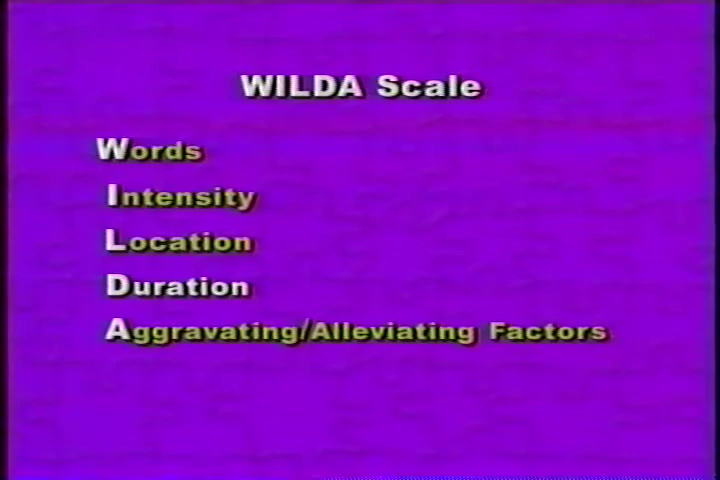 WILDA Scale
Words
Intensity
Location
Duration
Aggravating/Alleviating Factors